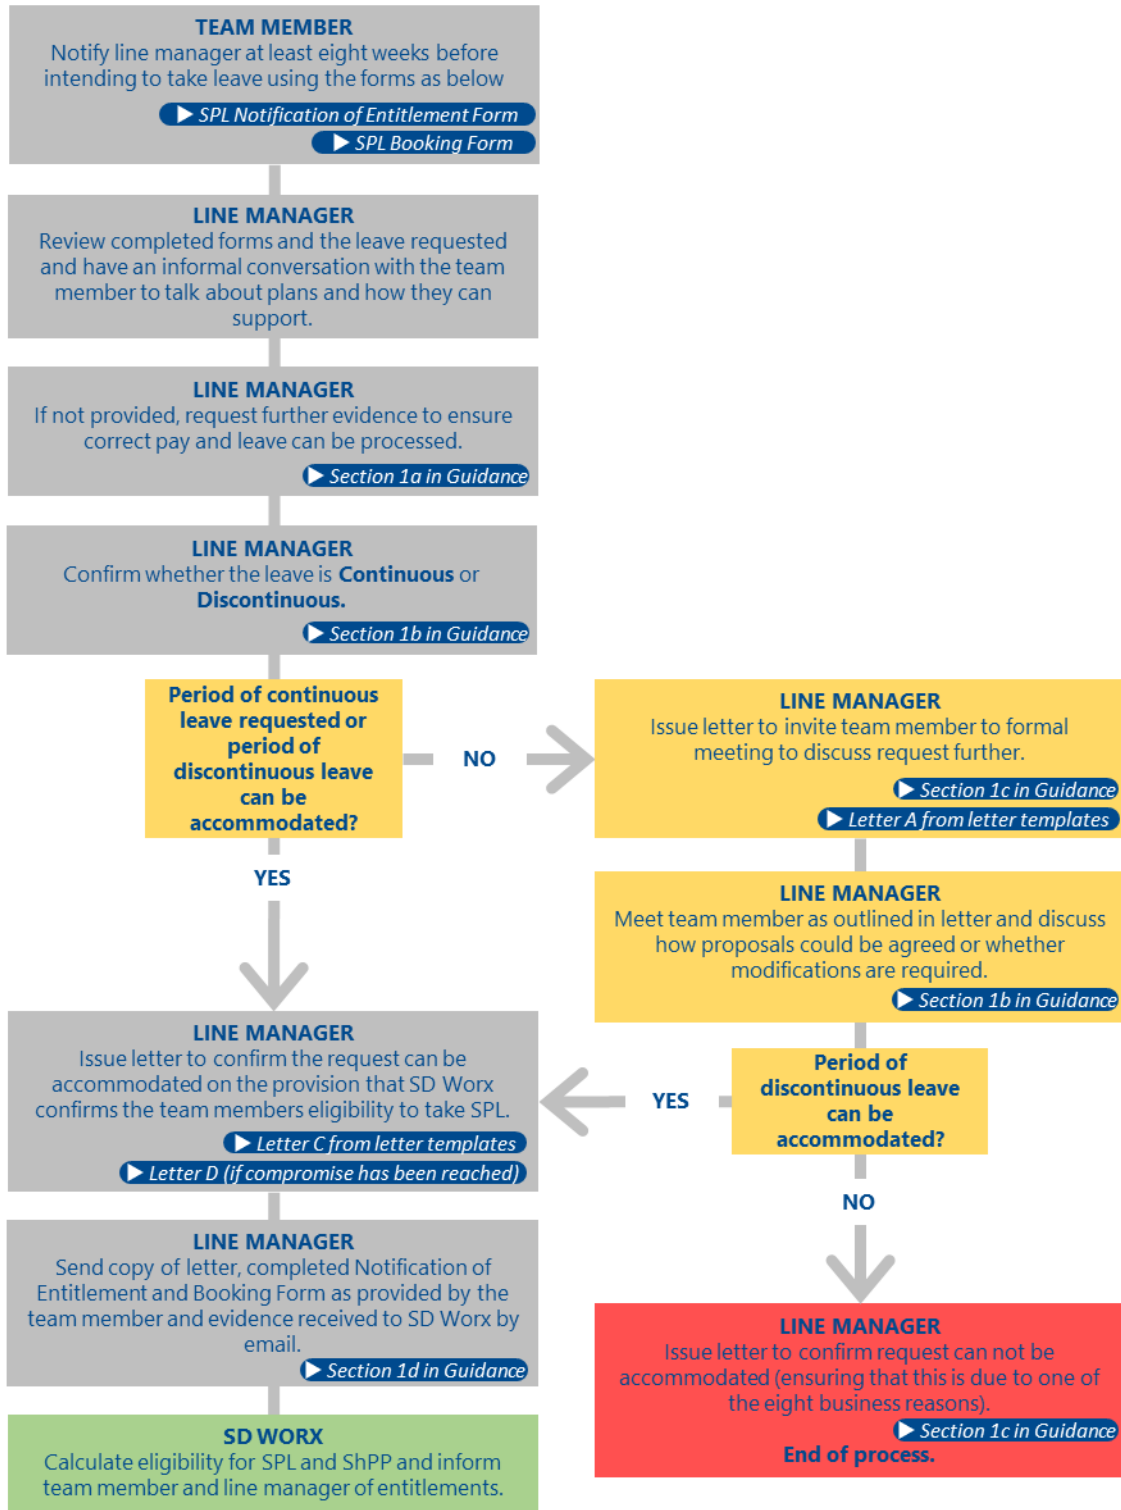 TEAM MEMBER
Notify line manager at least eight weeks before
intending to take leave using the forms as below
SPL Notification of Entitlement Form
SPL Booking Form
LINE MANAGER
Review completed forms and the leave requested
and have an informal conversation with the team
member to talk about plans and how they can
support.
LINE MANAGER
If not provided, request further evidence to ensure
correct pay and leave can be processed.
Section 1a in Guidance
LINE MANAGER
Confirm whether the leave is Continuous or
Discontinuous.
Section 1b in Guidance
Period of continuous
leave requested or
period of
discontinuous leave
can be
accommodated?
NO
LINE MANAGER
Issue letter to invite team member to formal
meeting to discuss request further.
Section 1c in Guidance
Letter A from letter templates
YES
LINE MANAGER
Meet team member as outlined in letter and discuss
how proposals could be agreed or whether
modifications are required.
Section 1b in Guidance
LINE MANAGER
Issue letter to confirm the request can be
accommodated on the provision that SD Worx
confirms the team members eligibility to take SPL.
Letter C from letter templates
Letter D (if compromise has been reached)
YES
Period of
discontinuous leave
can be
accommodated?
NO
LINE MANAGER
Send copy of letter, completed Notification of
Entitlement and Booking Form as provided by the
team member and evidence received to SD Worx by
email.
Section 1d in Guidance
LINE MANAGER
Issue letter to confirm request can not be
accommodated (ensuring that this is due to one of
the eight business reasons).
Section 1c in Guidance
End of process.
SD WORX
Calculate eligibility for SPL and ShPP and inform
team member and line manager of entitlements.